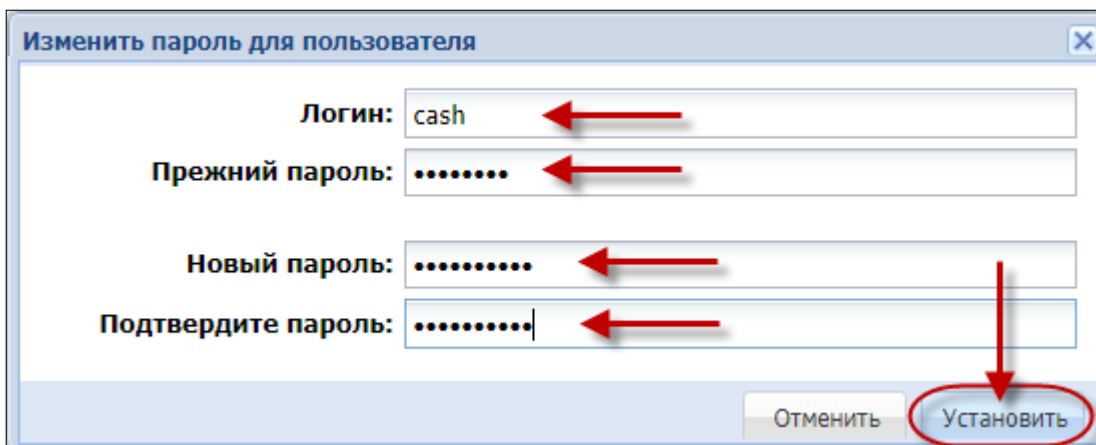 Изменить пароль для пользователя
Логин: cash
Прежний пароль: ••••••••
Новый пароль: ••••••••••
Подтвердите пароль: ••••••••••
Отменить Установить